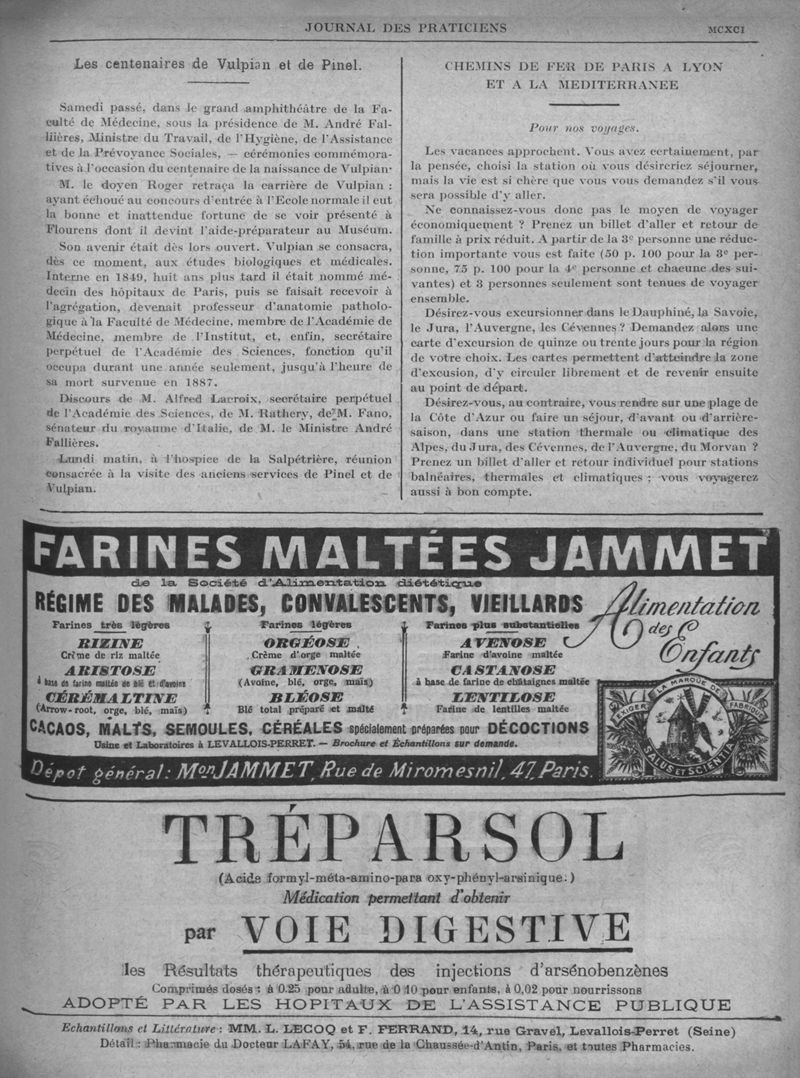 JOURNAL DES PRATICIENS
MCXCI
Les centenaires de Vulpian et de Pinel.
Samedi passé, dans le grand amphithéâtre de la Fa-
culté de Médecine, sous la présidence de M. André Fal-
lières, Ministre du Travail, de l'Hygiène, de l'Assistance
et de la Prévoyance Sociales, — cérémonies commémora-
tives à l'occasion du centenaire de la naissance de Vulpian·
M. le doyen Roger retraça la carrière de Vulpian :
ayant échoué au concours d'entrée à l'Ecole normale il eut
la bonne et inattendue fortune de se voir présenté à
Flourens dont il devint l'aide-préparateur au Muséum.
Son avenir était dès lors ouvert. Vulpian se consacra,
dès ce moment, aux études biologiques et médicales.
Interne en 1849, huit ans plus tard il était nommé mé-
decin des hôpitaux de Paris, puis se faisait recevoir à
l'agrégation, devenait professeur d'anatomie patholo-
gique à la Faculté de Médecine, membre de l'Académie de
Médecine, membre de l'Institut, et, enfin, secrétaire
perpétuel de l'Académie des Sciences, fonction qu'il
occupa durant une année seulement, jusqu'à l'heure de
sa mort survenue en 1887.
Discours de M. Alfred Lacroix, secrétaire perpétuel
de l'Académie des Sciences, de M. Rathery, de M. Fano,
sénateur du royaume d'Italie, de M. le Ministre André
Fallières.
Lundi matin, à l'hospice de la Salpétrière, réunion
consacrée à la visite des anciens services de Pinel et de
Vulpian.
CHEMINS DE FER DE PARIS A LYON
ET A LA MEDITERRANEE
Pour nos voyages.
Les vacances approchent. Vous avez certainement, par
la pensée, choisi la station où vous désireriez séjourner,
mais la vie est si chère que vous vous demandez s'il vous
sera possible d'y aller.
Ne connaissez-vous donc pas le moyen de voyager
économiquement ? Prenez un billet d'aller et retour de
famille à prix réduit. A partir de la 3e personne une réduc-
tion importante vous est faite (50 p. 100 pour la 3e per-
sonne, 75 p. 100 pour la 4e personne et chacune des sui-
vantes) et 3 personnes seulement sont tenues de voyager
ensemble.
Désirez-vous excursionner dans le Dauphiné, la Savoie,
le Jura, l'Auvergne, les Cévennes ? Demandez alors une
carte d'excursion de quinze ou trente jours pour la région
de votre choix. Les cartes permettent d'atteindre la zone
d'excusion, d'y circuler librement et de revenir ensuite
au point de départ.
Désirez-vous, au contraire, vous rendre sur une plage de
la Côte d'Azur ou faire un séjour, d'avant ou d'arrière-
saison, dans une station thermale ou climatique des
Alpes, du Jura, des Cévennes, de l'Auvergne, du Morvan ?
Prenez un billet d'aller et retour individuel pour stations
balnéaires, thermales et climatiques ; vous voyagerez
aussi à bon compte.
FARINES MALTÉES JAMMET
de la Société d'Alimentation diététique
RÉGIME DES MALADES, CONVALESCENTS, VIEILLARDS
Alimentation
des
Enfants
Farines très légères
RIZINE
Crème de riz maltée
ARISTOSE
à base de farine maltée de blé et d'avoine
CÉRÉMALTINE
(Arrow-root, orge, blé, maïs)
Farines légères
ORGÉOSE
Crème d'orge maltée
GRAMENOSE
(Avoine, blé, orge, maïs)
BLÉOSE
Blé total préparé et malté
Farines plus substantielles
AVENOSE
Farine d'avoine maltée
CASTANOSE
à base de farine de châtaignes maltée
LENTILOSE
Farine de lentilles maltée
CACAOS, MALTS, SEMOULES, CÉRÉALES spécialement préparées pour DÉCOCTIONS
Usine et Laboratoires à LEVALLOIS-PERRET. — Brochure et Échantillons sur demande.
EXIGER LA MARQUE DE FABRIQUE
SALUS ET SCIENTIA
Dépot général: Mon JAMMET, Rue de Miromesnil, 47, Paris.
TRÉPARSOL
(Acide formyl-méta-amino-para oxy-phényl-arsinique.)
Médication permettant d'obtenir
par VOIE DIGESTIVE
les Résultats thérapeutiques des injections d'arsénobenzènes
Comprimés dosés : à 0.25 pour adulte, à 0 10 pour enfants, à 0,02 pour nourrissons
ADOPTÉ PAR LES HOPITAUX DE L'ASSISTANCE PUBLIQUE
Echantillons et Littérature : MM. L. LECOQ et F. FERRAND, 14, rue Gravel, Levallois-Perret (Seine)
Détail : Pharmacie du Docteur LAFAY, 54, rue de la Chaussée-d'Antin, Paris, et toutes Pharmacies.